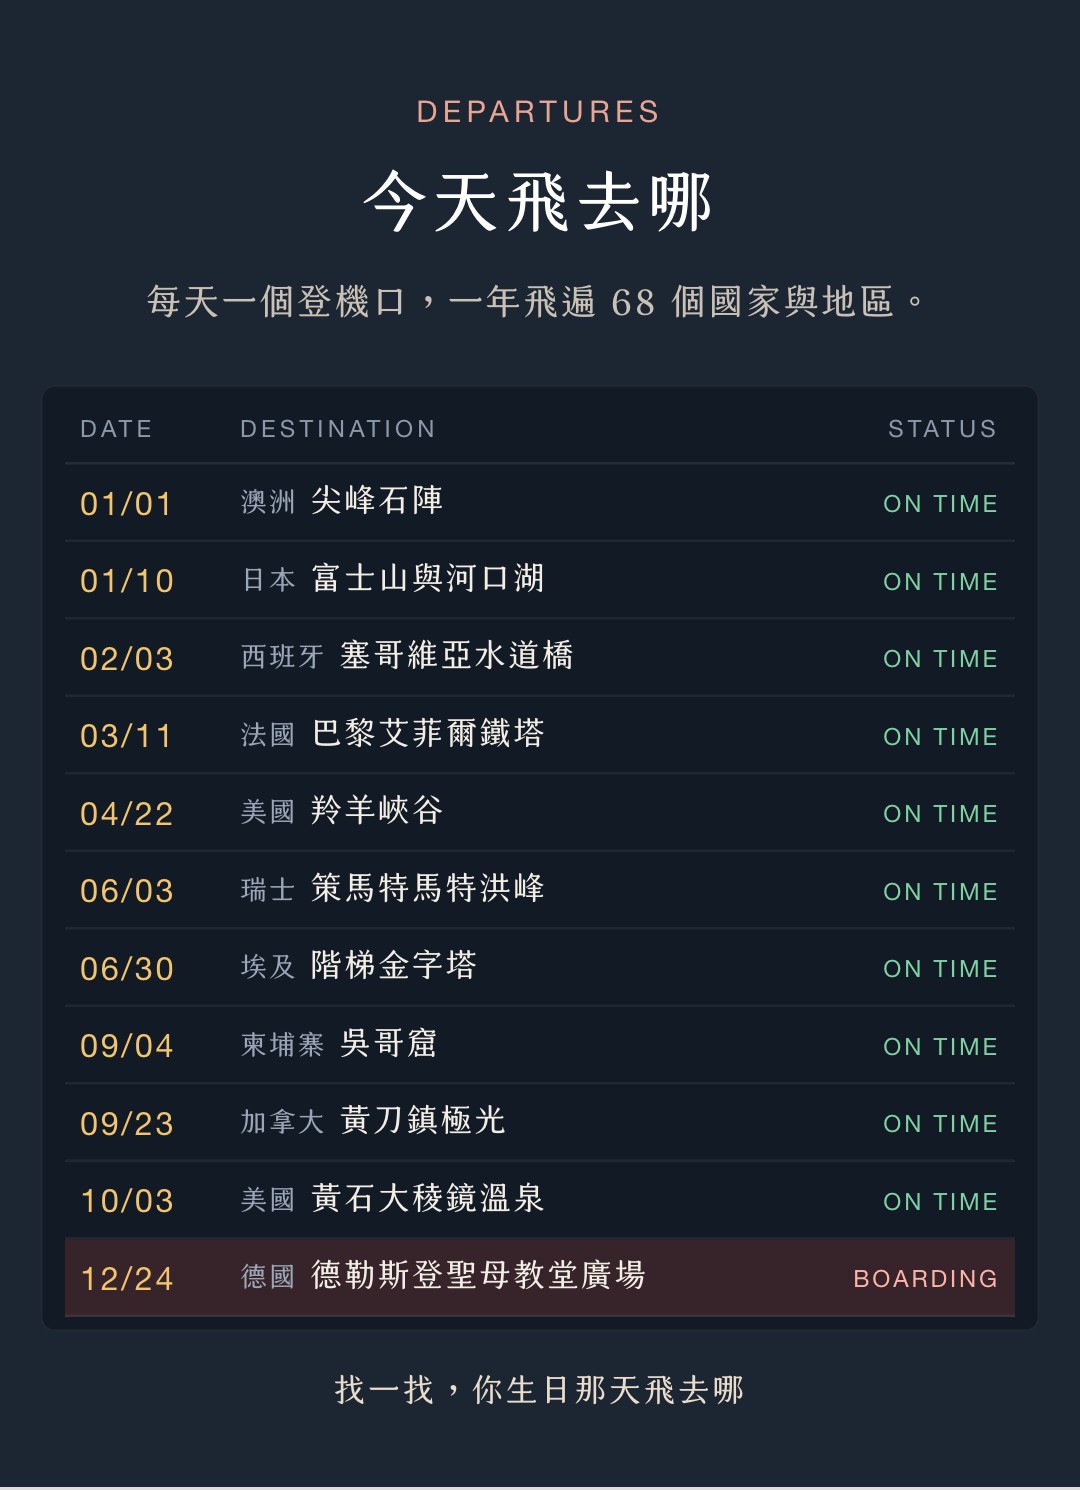 DEPARTURES
今天飛去哪
每天一個登機口，一年飛遍 68 個國家與地區。
DATE DESTINATION STATUS
01/01 澳洲 尖峰石陣 ON TIME
01/10 日本 富士山與河口湖 ON TIME
02/03 西班牙 塞哥維亞水道橋 ON TIME
03/11 法國 巴黎艾菲爾鐵塔 ON TIME
04/22 美國 羚羊峽谷 ON TIME
06/03 瑞士 策馬特馬特洪峰 ON TIME
06/30 埃及 階梯金字塔 ON TIME
09/04 柬埔寨 吳哥窟 ON TIME
09/23 加拿大 黃刀鎮極光 ON TIME
10/03 美國 黃石大稜鏡溫泉 ON TIME
12/24 德國 德勒斯登聖母教堂廣場 BOARDING
找一找，你生日那天飛去哪